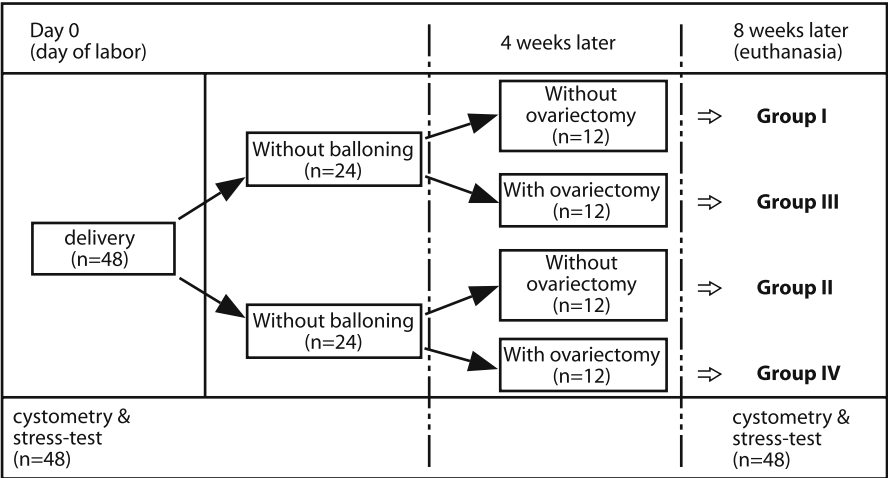 Day 0
(day of labor)
4 weeks later
8 weeks later
(euthanasia)
delivery
(n=48)
Without balloning
(n=24)
Without
ovariectomy
(n=12)
Group I
With ovariectomy
(n=12)
Group III
Without balloning
(n=24)
Without
ovariectomy
(n=12)
Group II
With ovariectomy
(n=12)
Group IV
cystometry &
stress-test
(n=48)
cystometry &
stress-test
(n=48)